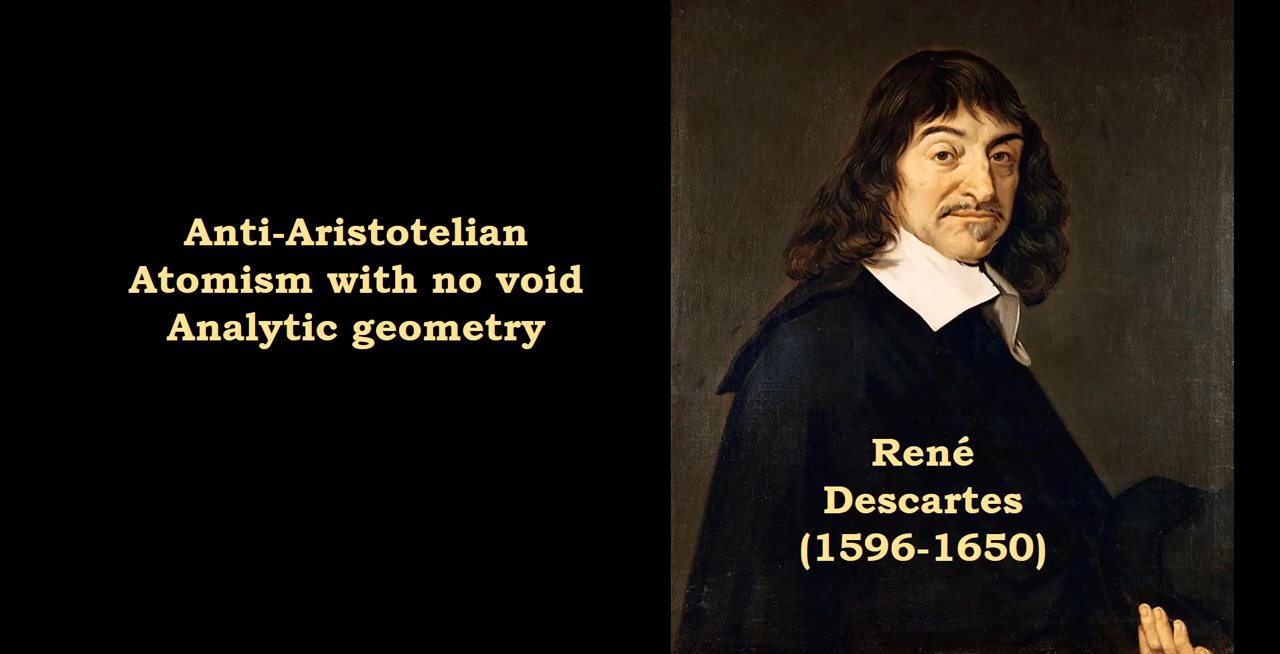 Anti-Aristotelian
Atomism with no void
Analytic geometry
René
Descartes
(1596-1650)